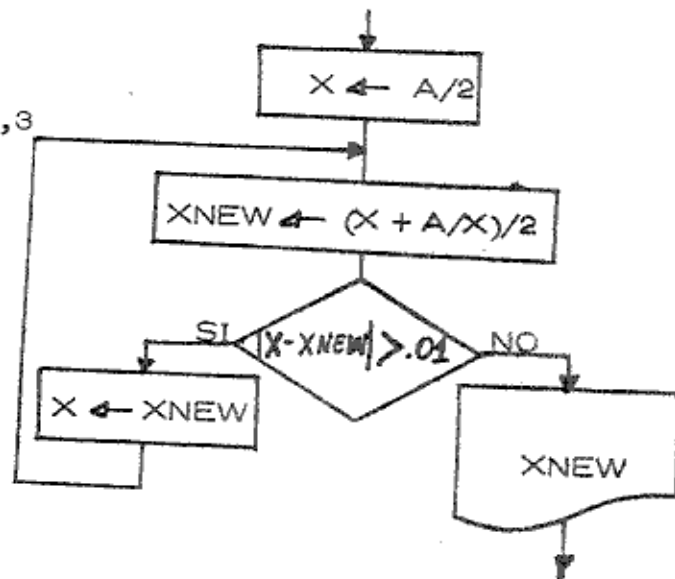 X ← A/2
,3
XNEW ← (X + A/X)/2
SI
|X-XNEW| >.01
NO
X ← XNEW
XNEW